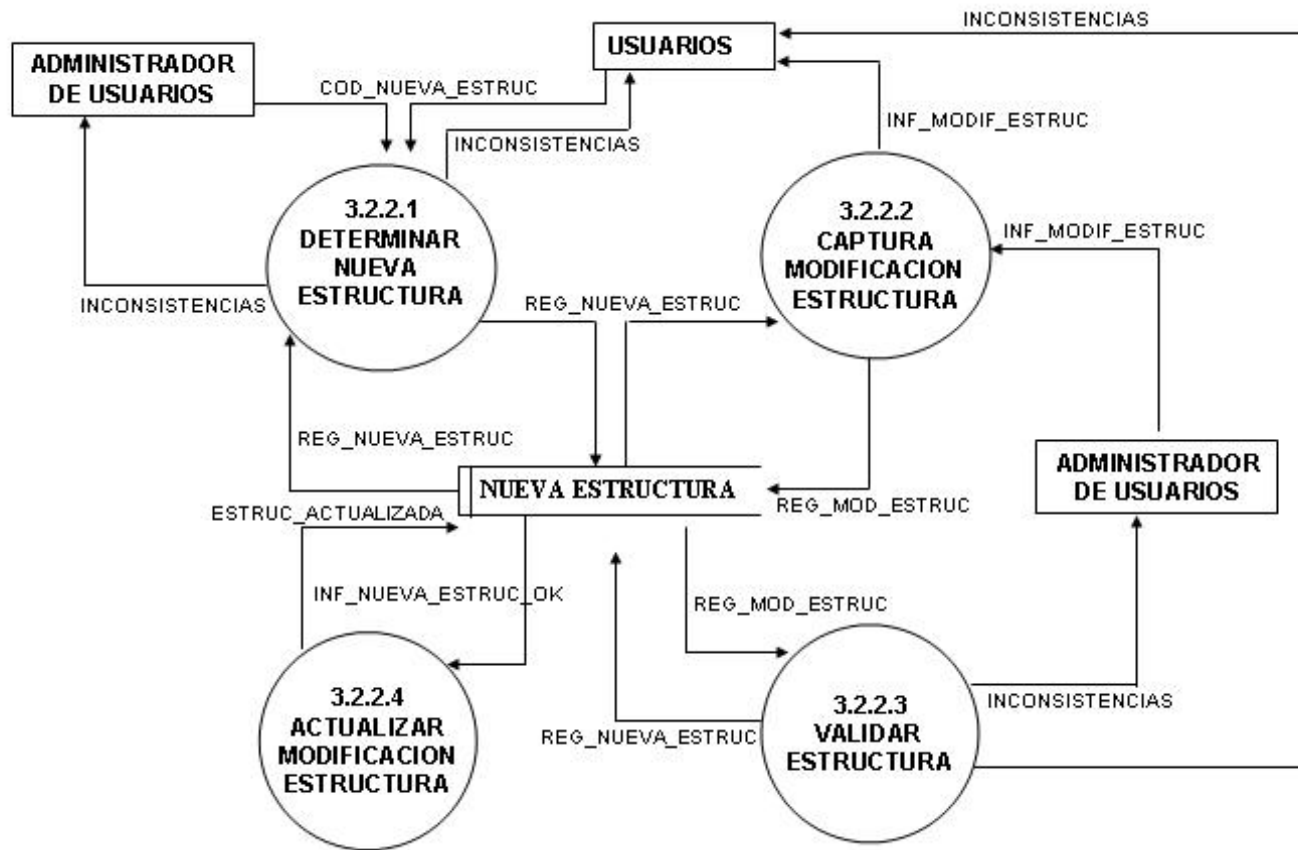 INCONSISTENCIAS
USUARIOS
ADMINISTRADOR
DE USUARIOS
COD_NUEVA_ESTRUC
INF_MODIF_ESTRUC
INCONSISTENCIAS
3.2.2.1
DETERMINAR
NUEVA
ESTRUCTURA
3.2.2.2
CAPTURA
MODIFICACION
ESTRUCTURA
INF_MODIF_ESTRUC
INCONSISTENCIAS
REG_NUEVA_ESTRUC
REG_NUEVA_ESTRUC
ADMINISTRADOR
DE USUARIOS
NUEVA ESTRUCTURA
REG_MOD_ESTRUC
ESTRUC_ACTUALIZADA
INF_NUEVA_ESTRUC_OK
REG_MOD_ESTRUC
3.2.2.4
ACTUALIZAR
MODIFICACION
ESTRUCTURA
REG_NUEVA_ESTRUC
3.2.2.3
VALIDAR
ESTRUCTURA
INCONSISTENCIAS